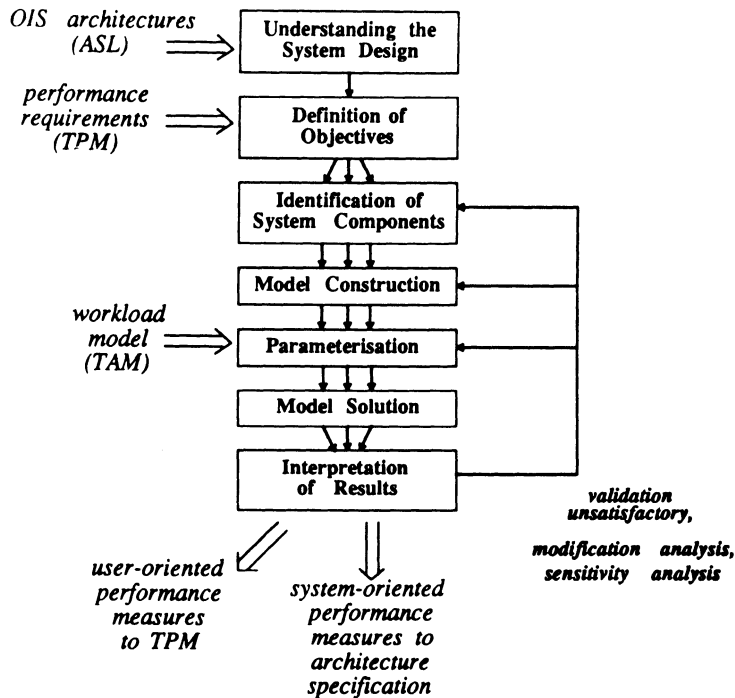 OIS architectures
(ASL)
Understanding the
System Design
performance
requirements
(TPM)
Definition of
Objectives
Identification of
System Components
Model Construction
workload
model
(TAM)
Parameterisation
Model Solution
Interpretation
of Results
validation
unsatisfactory,
modification analysis,
sensitivity analysis
user-oriented
performance
measures
to TPM
system-oriented
performance
measures to
architecture
specification